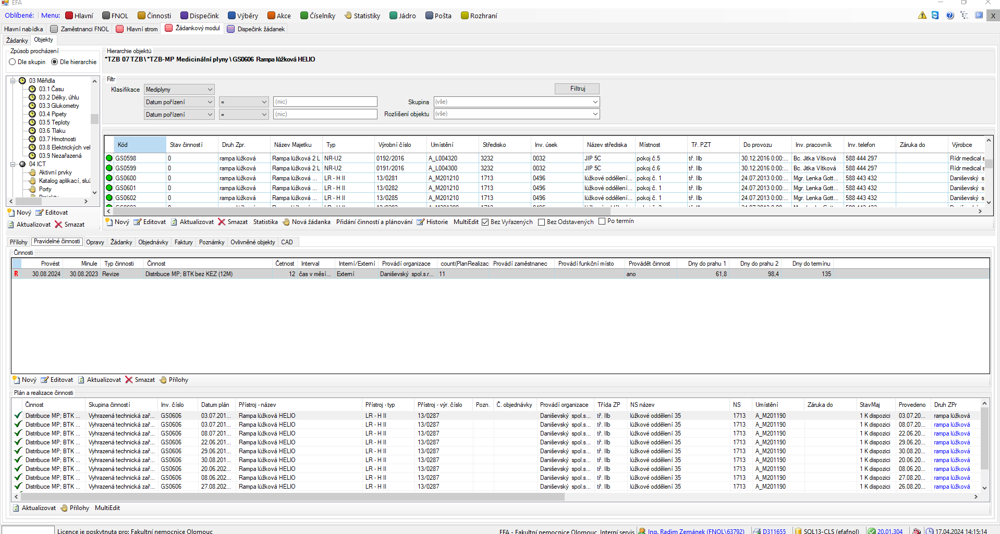 EFA
Oblíbené: Menu: Hlavní FNOL Činnosti Dispečink Výběry Akce Číselníky Statistiky Jádro Pošta Rozhraní X
Hlavní nabídka Zaměstnanci FNOL Hlavní strom Žádankový modul Dispečink žádanek
Žádanky Objekty
Způsob procházení
Dle skupin Dle hierarchie
Hierarchie objektů
*TZB 07 TZB \ *TZB-MP Medicinální plyny \ GS0606 Rampa lůžková HELIO
03 Měřidla
03.1 Času
03.2 Délky, úhlu
03.3 Glukometry
03.4 Pipety
03.5 Teploty
03.6 Tlaku
03.7 Hmotnosti
03.8 Elektrických vel
03.9 Nezařazená
04 ICT
Aktivní prvky
Katalog aplikací, služ
Porty
Nový Editovat
Aktualizovat Smazat
Filtr
Klasifikace Mediplyny Filtruj
Datum pořízení = (nic) Skupina (vše)
Datum pořízení = (nic) Rozlišení objektu (vše)
Kód Stav činností Druh Zpr. Název Majetku Typ Výrobní číslo Umístění Středisko Inv. úsek Název střediska Místnost Tř. PZT Do provozu Inv. pracovník Inv. telefon Záruka do Výrobce
GS0598 0 rampa lůžková Rampa lůžková 2 L NR-U2 0192/2016 A_L004320 3232 0032 JIP 5C pokoj č.5 tř. IIb 30.12.2016 0:00:... Bc. Jitka Vítková 588 444 297 Flídr medical s
GS0599 0 rampa lůžková Rampa lůžková 2 L NR-U2 0191/2016 A_L004300 3232 0032 JIP 5C pokoj č.6 tř. IIb 30.12.2016 0:00:... Bc. Jitka Vítková 588 444 297 Flídr medical s
GS0600 0 rampa lůžková Rampa lůžková ... LR - H II 13/0281 A_M201210 1713 0496 lůžkové oddělení... pokoj č. 1 tř. IIb 24.07.2013 0:00:... Mgr. Lenka Gott... 588 443 432 Daniševský s
GS0601 0 rampa lůžková Rampa lůžková ... LR - H II 13/0282 A_M201210 1713 0496 lůžkové oddělení... pokoj č. 1 tř. IIb 24.07.2013 0:00:... Mgr. Lenka Gott... 588 443 432 Daniševský s
GS0602 0 rampa lůžková Rampa lůžková ... LR - H II 13/0285 A_M201210 1713 0496 lůžkové oddělení... pokoj č. 1 tř. IIb 24.07.2013 0:00:... Mgr. Lenka Gott... 588 443 432 Daniševský s
Nový Editovat Aktualizovat Smazat Statistika Nová žádanka Přidání činností a plánování Historie MultiEdit Bez Vyřazených Bez Odstavených Po termín
Přílohy Pravidelné činnosti Opravy Žádanky Objednávky Faktury Poznámky Ovlivněné objekty CAD
Činnosti
Provést Minule Typ činnosti Činnost Četnost Interval Interní/Externí Provádí organizace count(PlanRealizac Provádí zaměstnanec Provádí funkční místo Provádět činnost Dny do prahu 1 Dny do prahu 2 Dny do termínu
R 30.08.2024 30.08.2023 Revize Distribuce MP; BTK bez KEZ (12M) 12 čas v měsí... Externí Daniševský spol.s.r... 11 ano 61,8 98,4 135
Nový Editovat Aktualizovat Smazat Přílohy
Plán a realizace činnosti
Činnost Skupina činností Inv. číslo Datum plán Přístroj - název Přístroj - typ Přístroj - výr. číslo Pozn. Č. objednávky Provádí organizace Třída ZP NS název NS Umístění Záruka do StavMaj Provedeno Druh ZPr
Distribuce MP; BTK ... Vyhrazená technická zař... GS0606 03.07.201... Rampa lůžková HELIO LR - H II 13/0287 Daniševský spol.s... tř. IIb lůžkové oddělení 35 1713 A_M201190 1 K dispozici 03.07.20... rampa lůžková
Distribuce MP; BTK ... Vyhrazená technická zař... GS0606 03.07.201... Rampa lůžková HELIO LR - H II 13/0287 Daniševský spol.s... tř. IIb lůžkové oddělení 35 1713 A_M201190 1 K dispozici 08.07.20... rampa lůžková
Distribuce MP; BTK ... Vyhrazená technická zař... GS0606 08.07.201... Rampa lůžková HELIO LR - H II 13/0287 Daniševský spol.s... tř. IIb lůžkové oddělení 35 1713 A_M201190 1 K dispozici 22.06.20... rampa lůžková
Distribuce MP; BTK ... Vyhrazená technická zař... GS0606 22.06.201... Rampa lůžková HELIO LR - H II 13/0287 Daniševský spol.s... tř. IIb lůžkové oddělení 35 1713 A_M201190 1 K dispozici 29.06.20... rampa lůžková
Distribuce MP; BTK ... Vyhrazená technická zař... GS0606 29.06.201... Rampa lůžková HELIO LR - H II 13/0287 Daniševský spol.s... tř. IIb lůžkové oddělení 35 1713 A_M201190 1 K dispozici 30.08.20... rampa lůžková
Distribuce MP; BTK ... Vyhrazená technická zař... GS0606 30.08.201... Rampa lůžková HELIO LR - H II 13/0287 Daniševský spol.s... tř. IIb lůžkové oddělení 35 1713 A_M201190 1 K dispozici 20.06.20... rampa lůžková
Distribuce MP; BTK ... Vyhrazená technická zař... GS0606 20.06.202... Rampa lůžková HELIO LR - H II 13/0287 Daniševský spol.s... tř. IIb lůžkové oddělení 35 1713 A_M201190 1 K dispozici 08.06.20... rampa lůžková
Distribuce MP; BTK ... Vyhrazená technická zař... GS0606 08.06.202... Rampa lůžková HELIO LR - H II 13/0287 Daniševský spol.s... tř. IIb lůžkové oddělení 35 1713 A_M201190 1 K dispozici 27.08.20... rampa lůžková
Distribuce MP; BTK ... Vyhrazená technická zař... GS0606 27.08.202... Rampa lůžková HELIO LR - H II 13/0287 Daniševský spol.s... tř. IIb lůžkové oddělení 35 1713 A_M201190 1 K dispozici 26.08.20... rampa lůžková
Aktualizovat Přílohy MultiEdit
Licence je poskytnuta pro: Fakultní nemocnice Olomouc EFA - Fakultní nemocnice Olomouc, Interní servis Ing. Radim Zemánek (FNOL\63792) D311655 SQL13-CLS (efafnol) 20.01.304 17.04.2024 14:15:14